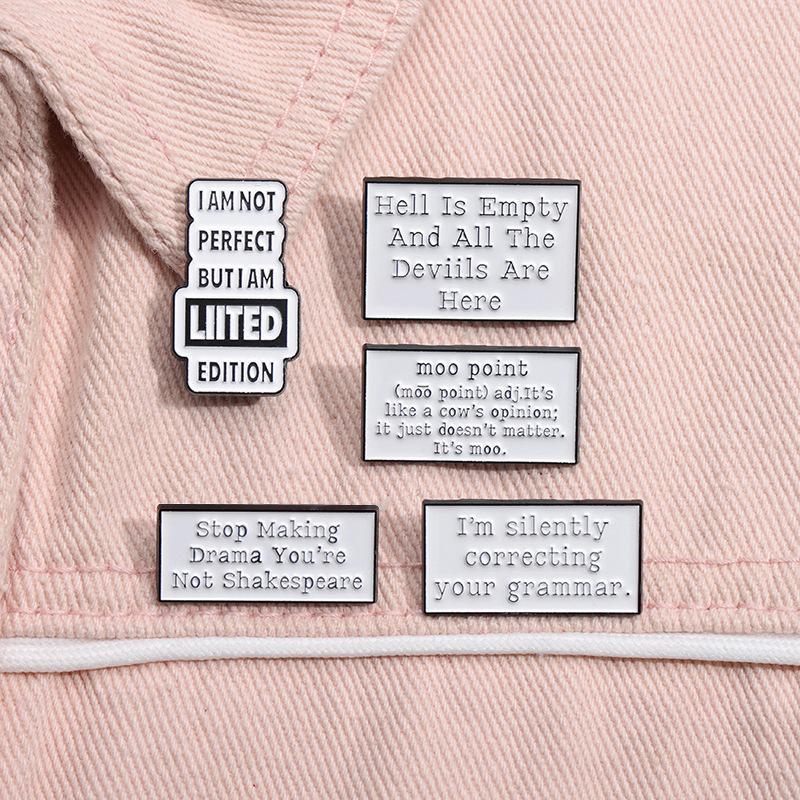 I AM NOT
PERFECT
BUT I AM
LIITED
EDITION
Hell Is Empty
And All The
Deviils Are
Here
moo point
(mo͞o point) adj.It's
like a cow's opinion;
it just doesn't matter.
It's moo.
Stop Making
Drama You're
Not Shakespeare
I'm silently
correcting
your grammar.